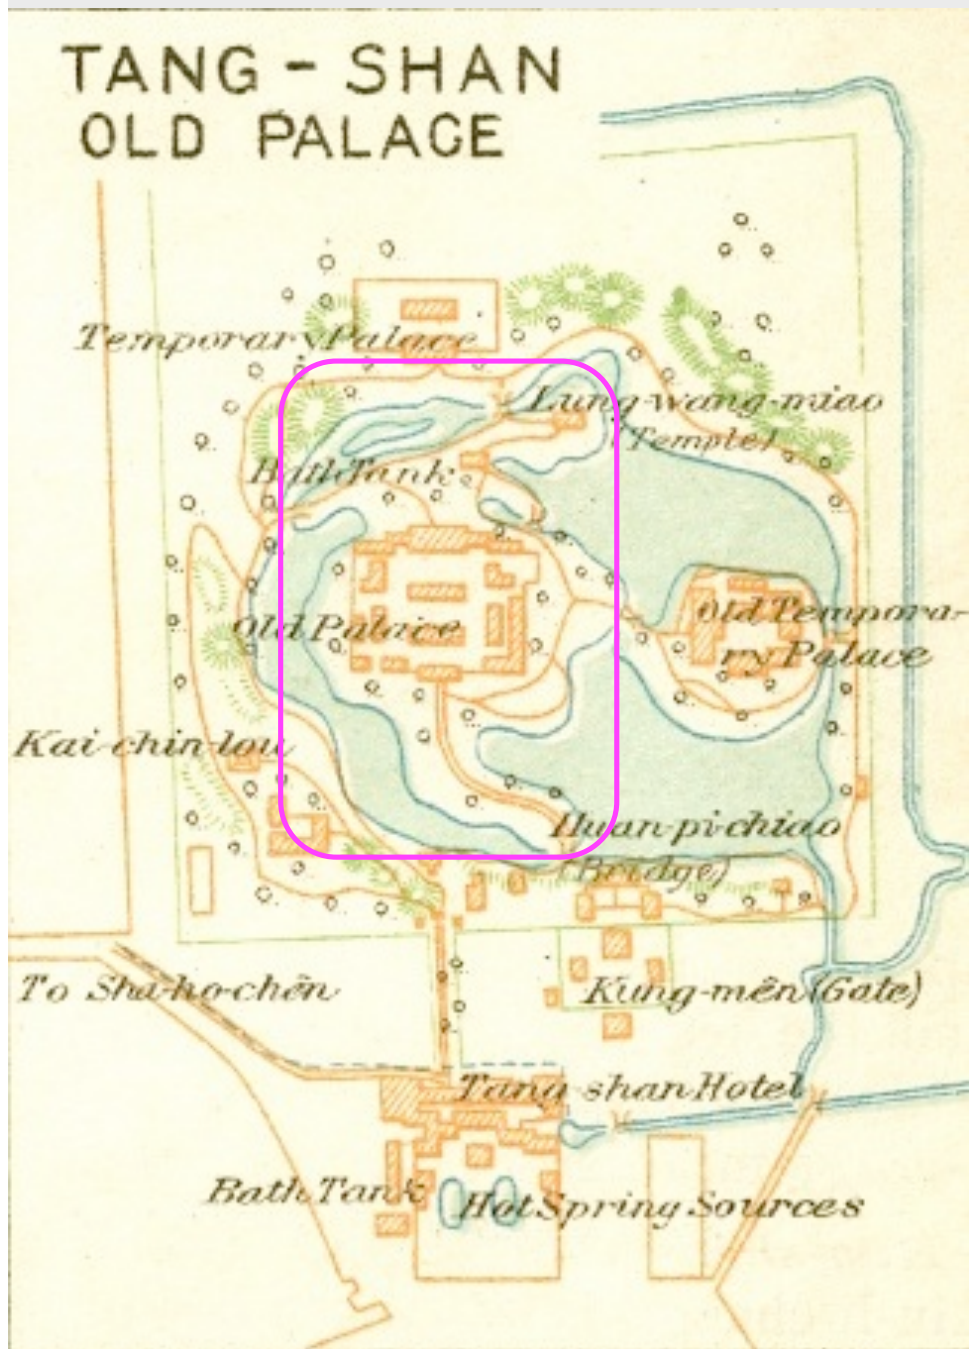 TANG - SHAN
OLD PALACE
Temporary Palace
Lung-wang-miao
(Temple)
Bath Tank
Old Palace
Old Tempora-
ry Palace
Kai-chin-lou
Huan-pi-chiao
(Bridge)
To Sha-ho-chên
Kung-mên (Gate)
Tang-shan Hotel
Bath Tank
Hot Spring Sources